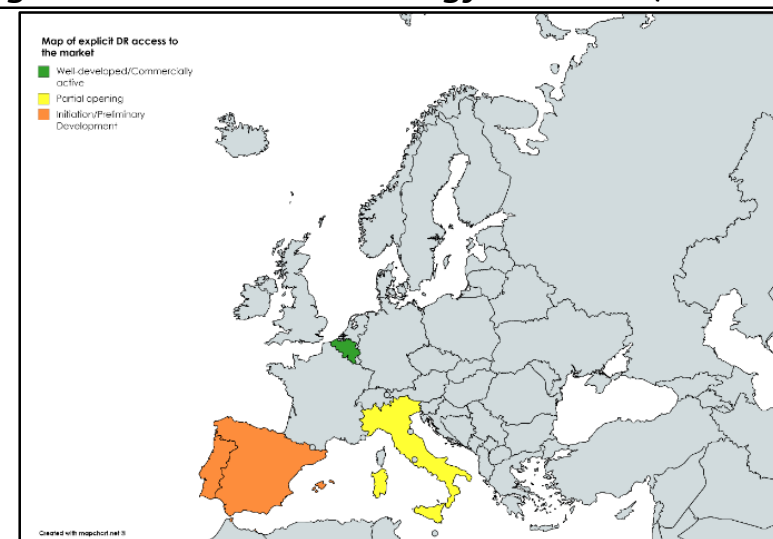 Map of explicit DR access to
the market
Well-developed/Commercially
active
Partial opening
Initiation/Preliminary
Development
Created with mapchart.net ®